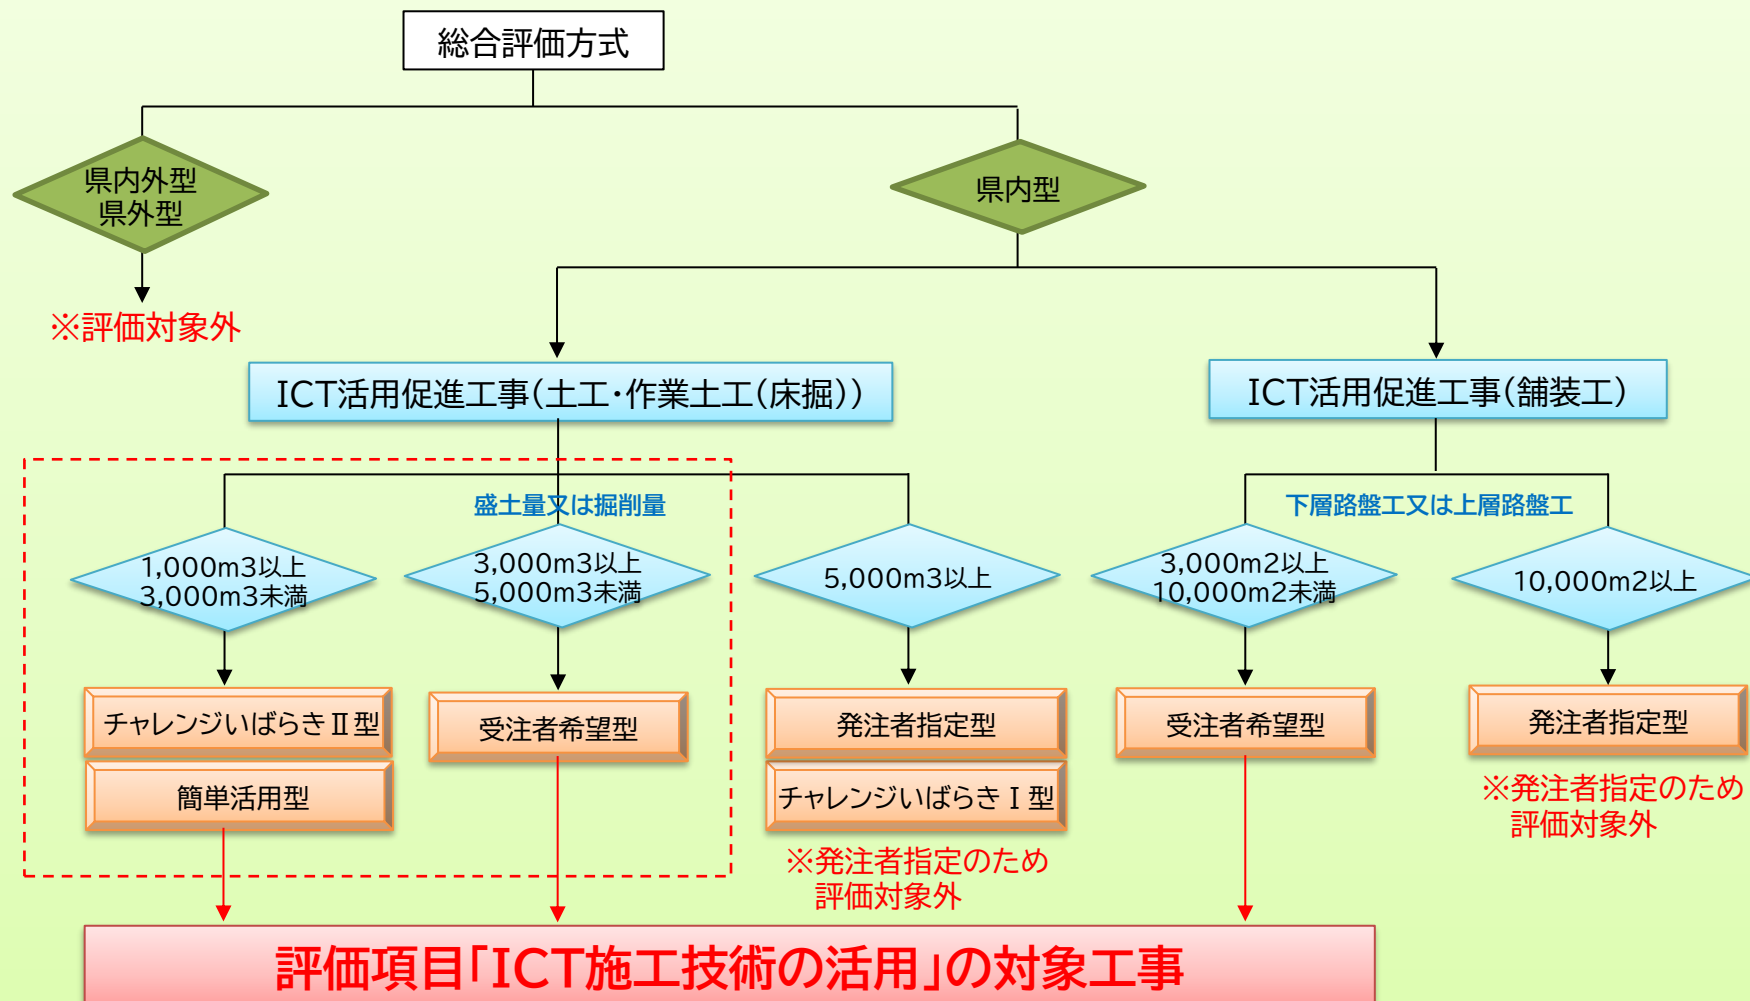 総合評価方式
県内外型
県外型
県内型
※評価対象外
ICT活用促進工事(土工・作業土工(床掘))
ICT活用促進工事(舗装工)
盛土量又は掘削量
下層路盤工又は上層路盤工
1,000m3以上
3,000m3未満
3,000m3以上
5,000m3未満
5,000m3以上
3,000m2以上
10,000m2未満
10,000m2以上
チャレンジいばらきⅡ型
簡単活用型
受注者希望型
発注者指定型
チャレンジいばらきⅠ型
受注者希望型
発注者指定型
※発注者指定のため
評価対象外
※発注者指定のため
評価対象外
評価項目「ICT施工技術の活用」の対象工事